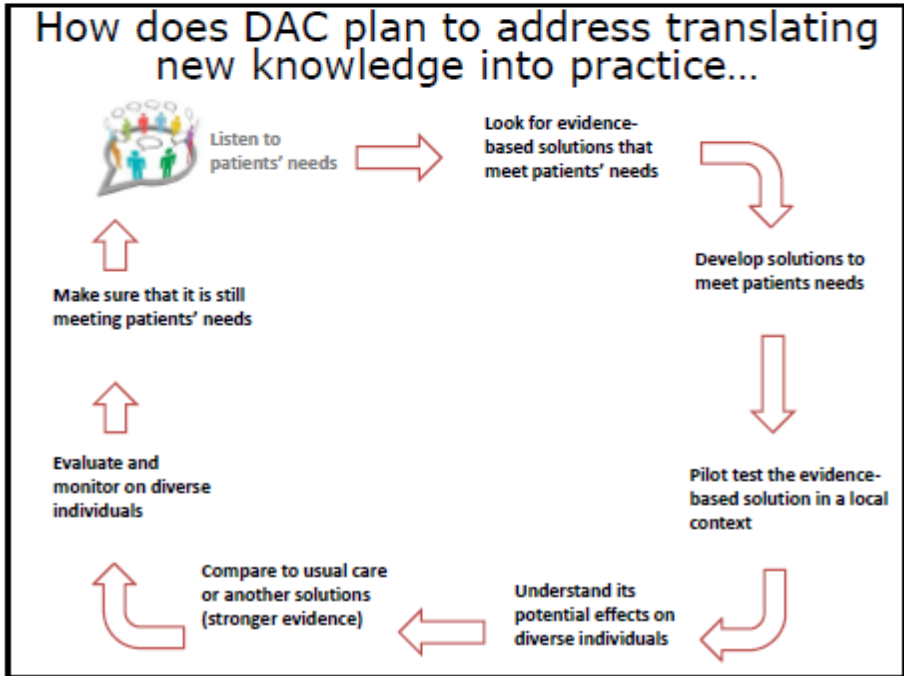 How does DAC plan to address translating
new knowledge into practice...
Listen to
patients' needs
Look for evidence-
based solutions that
meet patients' needs
Develop solutions to
meet patients needs
Pilot test the evidence-
based solution in a local
context
Understand its
potential effects on
diverse individuals
Compare to usual care
or another solutions
(stronger evidence)
Evaluate and
monitor on diverse
individuals
Make sure that it is still
meeting patients' needs